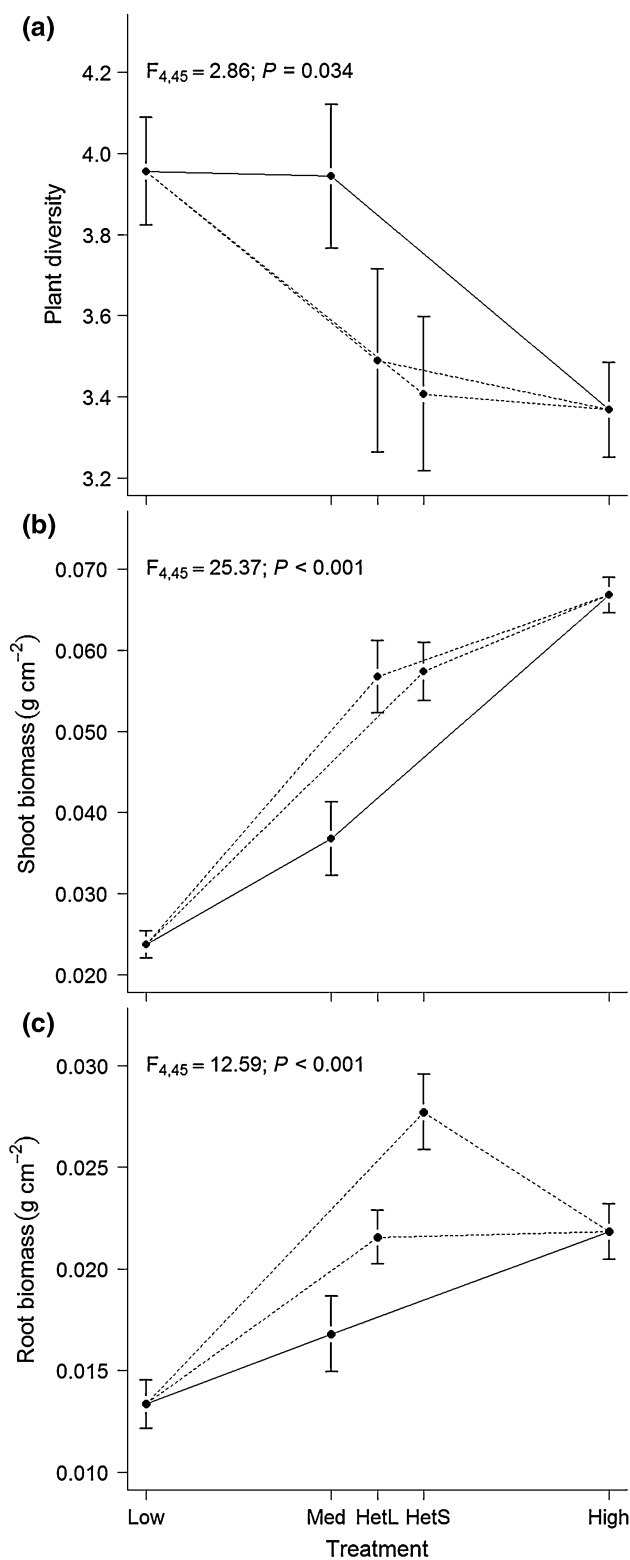 (a)
F4,45 = 2.86; P = 0.034
4.2
4.0
3.8
3.6
3.4
3.2
Plant diversity
(b)
F4,45 = 25.37; P < 0.001
0.070
0.060
0.050
0.040
0.030
0.020
Shoot biomass (g cm−2)
(c)
F4,45 = 12.59; P < 0.001
0.030
0.025
0.020
0.015
0.010
Root biomass (g cm−2)
Low Med HetL HetS High
Treatment